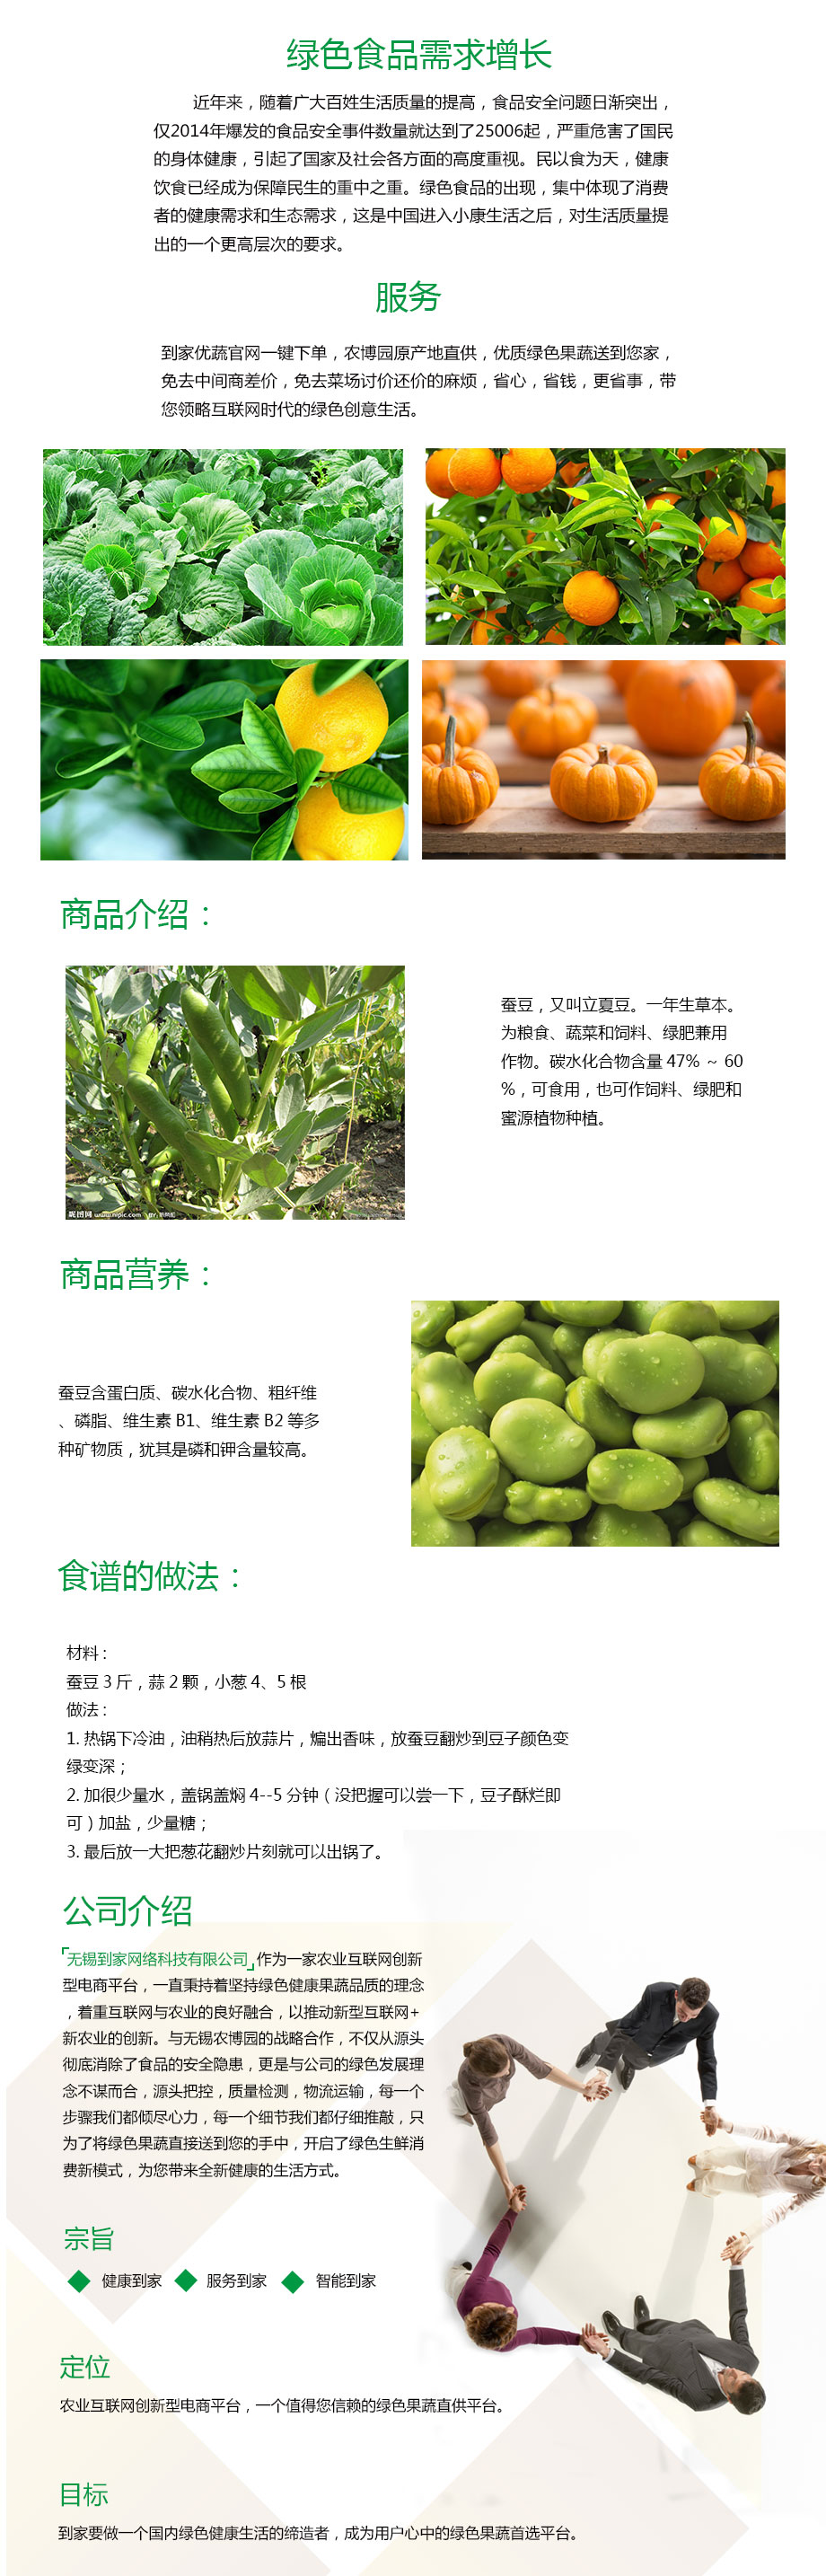 绿色食品需求增长
近年来，随着广大百姓生活质量的提高，食品安全问题日渐突出，
仅2014年爆发的食品安全事件数量就达到了25006起，严重危害了国民
的身体健康，引起了国家及社会各方面的高度重视。民以食为天，健康
饮食已经成为保障民生的重中之重。绿色食品的出现，集中体现了消费
者的健康需求和生态需求，这是中国进入小康生活之后，对生活质量提
出的一个更高层次的要求。
服务
到家优蔬官网一键下单，农博园原产地直供，优质绿色果蔬送到您家，
免去中间商差价，免去菜场讨价还价的麻烦，省心，省钱，更省事，带
您领略互联网时代的绿色创意生活。
商品介绍：
蚕豆，又叫立夏豆。一年生草本。
为粮食、蔬菜和饲料、绿肥兼用
作物。碳水化合物含量 47% ~ 60
%，可食用，也可作饲料、绿肥和
蜜源植物种植。
昵图网 www.nipic.com
商品营养：
蚕豆含蛋白质、碳水化合物、粗纤维
、磷脂、维生素 B1、维生素 B2 等多
种矿物质，犹其是磷和钾含量较高。
食谱的做法：
材料：
蚕豆 3 斤，蒜 2 颗，小葱 4、5 根
做法：
1. 热锅下冷油，油稍热后放蒜片，煸出香味，放蚕豆翻炒到豆子颜色变
绿变深；
2. 加很少量水，盖锅盖焖 4--5 分钟（没把握可以尝一下，豆子酥烂即
可）加盐，少量糖；
3. 最后放一大把葱花翻炒片刻就可以出锅了。
公司介绍
「无锡到家网络科技有限公司」作为一家农业互联网创新
型电商平台，一直秉持着坚持绿色健康果蔬品质的理念
，着重互联网与农业的良好融合，以推动新型互联网+
新农业的创新。与无锡农博园的战略合作，不仅从源头
彻底消除了食品的安全隐患，更是与公司的绿色发展理
念不谋而合，源头把控，质量检测，物流运输，每一个
步骤我们都倾尽心力，每一个细节我们都仔细推敲，只
为了将绿色果蔬直接送到您的手中，开启了绿色生鲜消
费新模式，为您带来全新健康的生活方式。
宗旨
健康到家 服务到家 智能到家
定位
农业互联网创新型电商平台，一个值得您信赖的绿色果蔬直供平台。
目标
到家要做一个国内绿色健康生活的缔造者，成为用户心中的绿色果蔬首选平台。